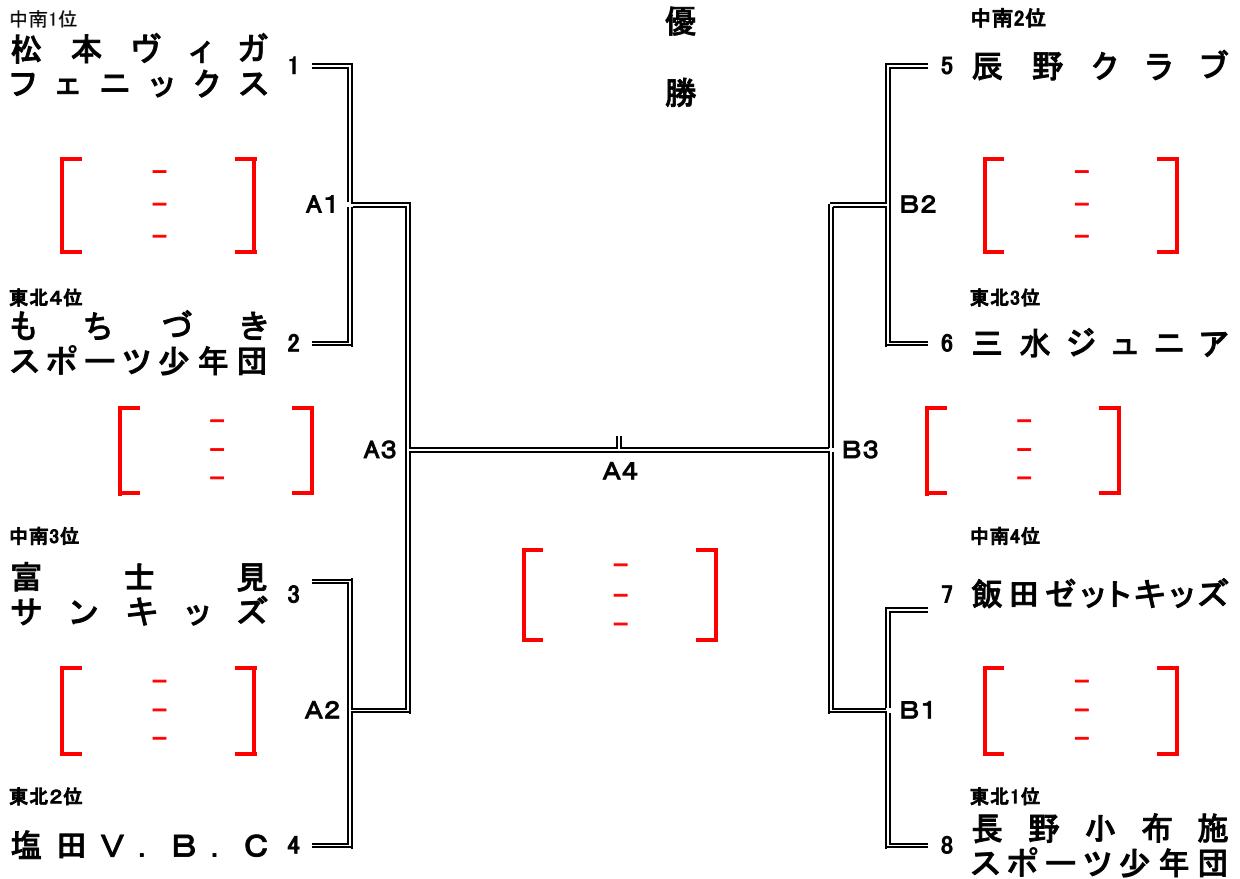 優
勝
中南1位
松本ヴィガ
フェニックス
1
A1
東北4位
もちづき
スポーツ少年団
2
A3
中南3位
富士見
サンキッズ
3
A2
東北2位
塩田V.B.C
4
A4
中南2位
5
辰野クラブ
B2
東北3位
6
三水ジュニア
B3
中南4位
7
飯田ゼットキッズ
B1
東北1位
8
長野小布施
スポーツ少年団